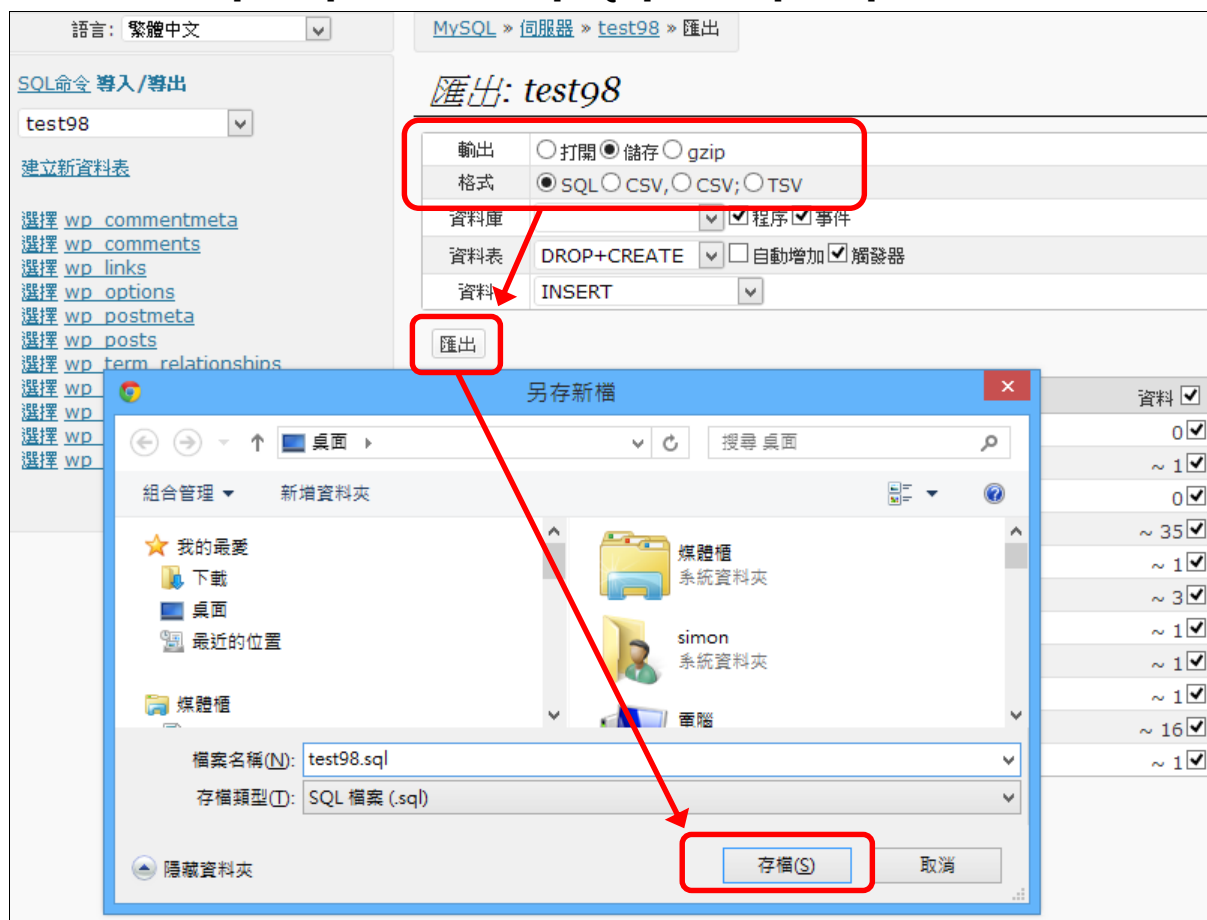 語言: 繁體中文
MySQL » 伺服器 » test98 » 匯出
SQL命令 導入/導出
test98
建立新資料表
選擇 wp_commentmeta
選擇 wp_comments
選擇 wp_links
選擇 wp_options
選擇 wp_postmeta
選擇 wp_posts
選擇 wp_term_relationships
選擇 wp
選擇 wp
選擇 wp
選擇 wp
匯出: test98
輸出 打開 儲存 gzip
格式 SQL CSV, CSV; TSV
資料庫 程序 事件
資料表 DROP+CREATE 自動增加 觸發器
資料 INSERT
匯出
資料
0
~ 1
0
~ 35
~ 1
~ 3
~ 1
~ 1
~ 1
~ 16
~ 1
另存新檔
桌面
搜尋 桌面
組合管理 新增資料夾
我的最愛
下載
桌面
最近的位置
媒體櫃
媒體櫃
系統資料夾
simon
系統資料夾
電腦
檔案名稱(N): test98.sql
存檔類型(T): SQL 檔案 (.sql)
隱藏資料夾
存檔(S)
取消